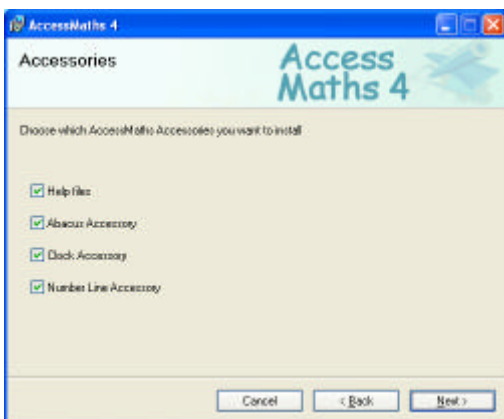 AccessMaths 4
Accessories
Access
Maths 4
Choose which AccessMaths Accessories you want to install
Help files
Abacus Accessory
Clock Accessory
Number Line Accessory
Cancel
< Back
Next >